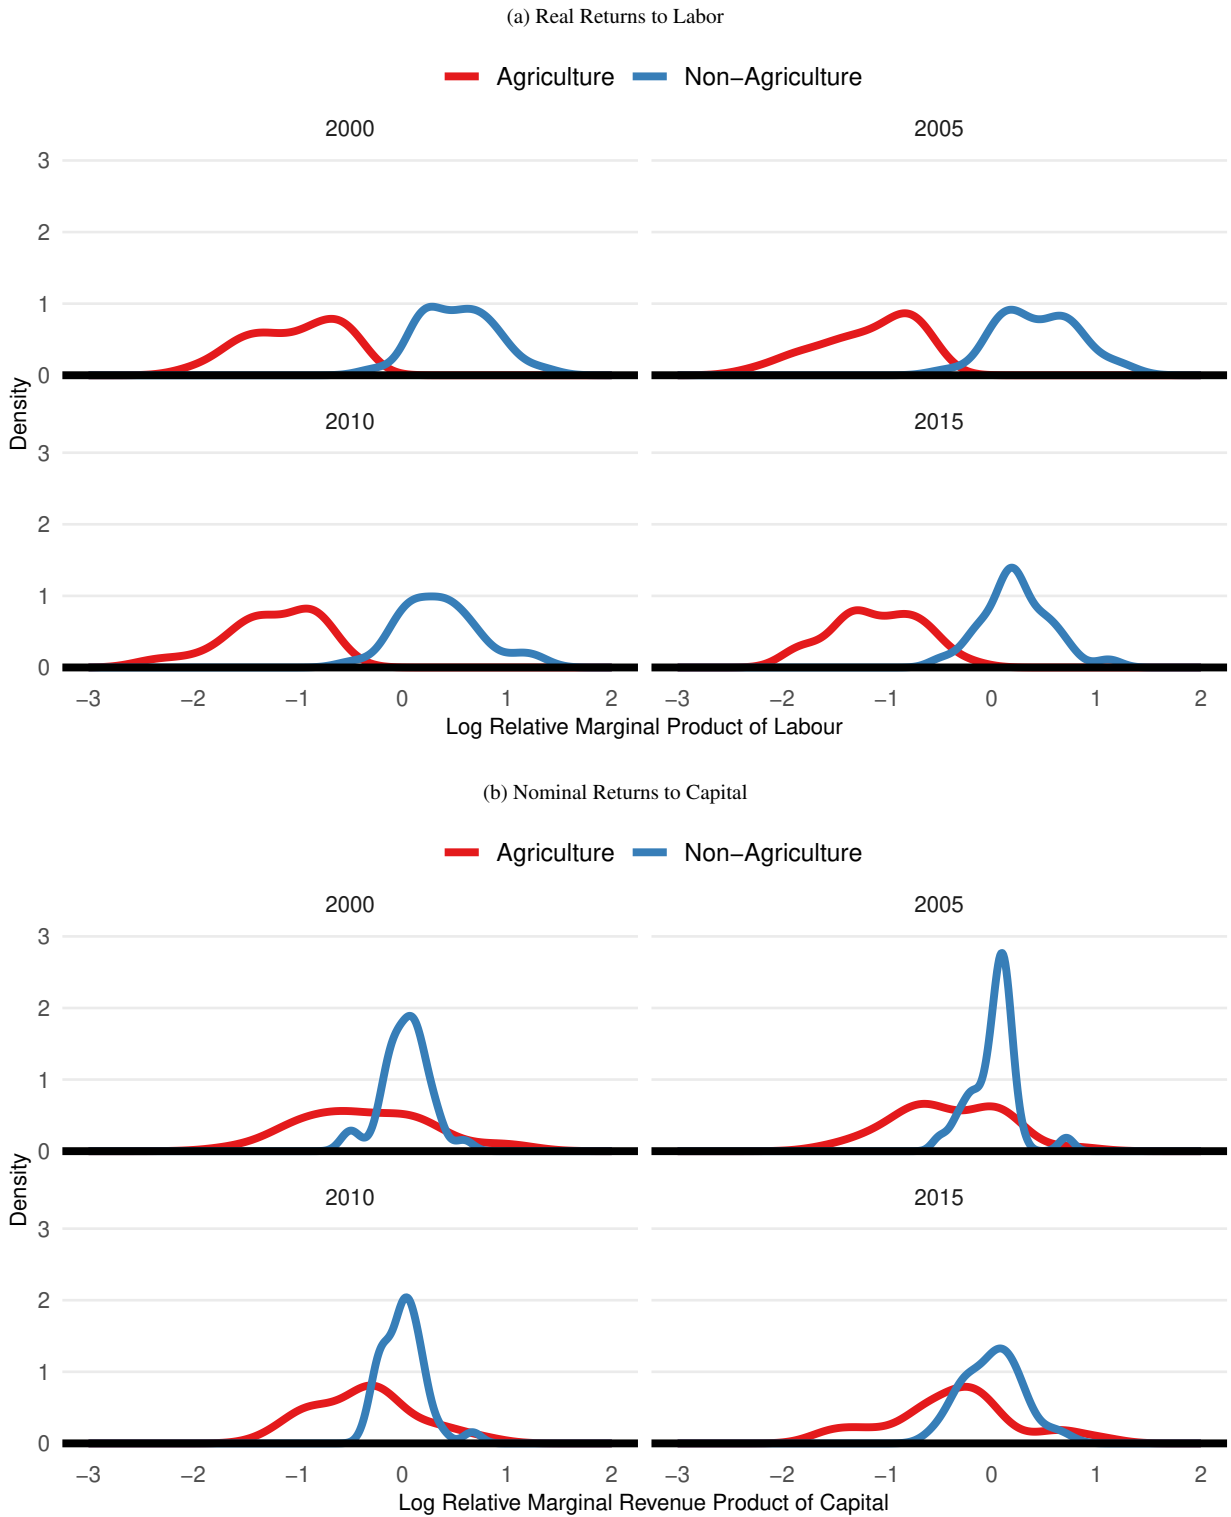 (a) Real Returns to Labor
Agriculture Non−Agriculture
2000 2005
3
2
1
0
Density
2010 2015
3
2
1
0
−3 −2 −1 0 1 2 −3 −2 −1 0 1 2
Log Relative Marginal Product of Labour
(b) Nominal Returns to Capital
Agriculture Non−Agriculture
2000 2005
3
2
1
0
Density
2010 2015
3
2
1
0
−3 −2 −1 0 1 2 −3 −2 −1 0 1 2
Log Relative Marginal Revenue Product of Capital